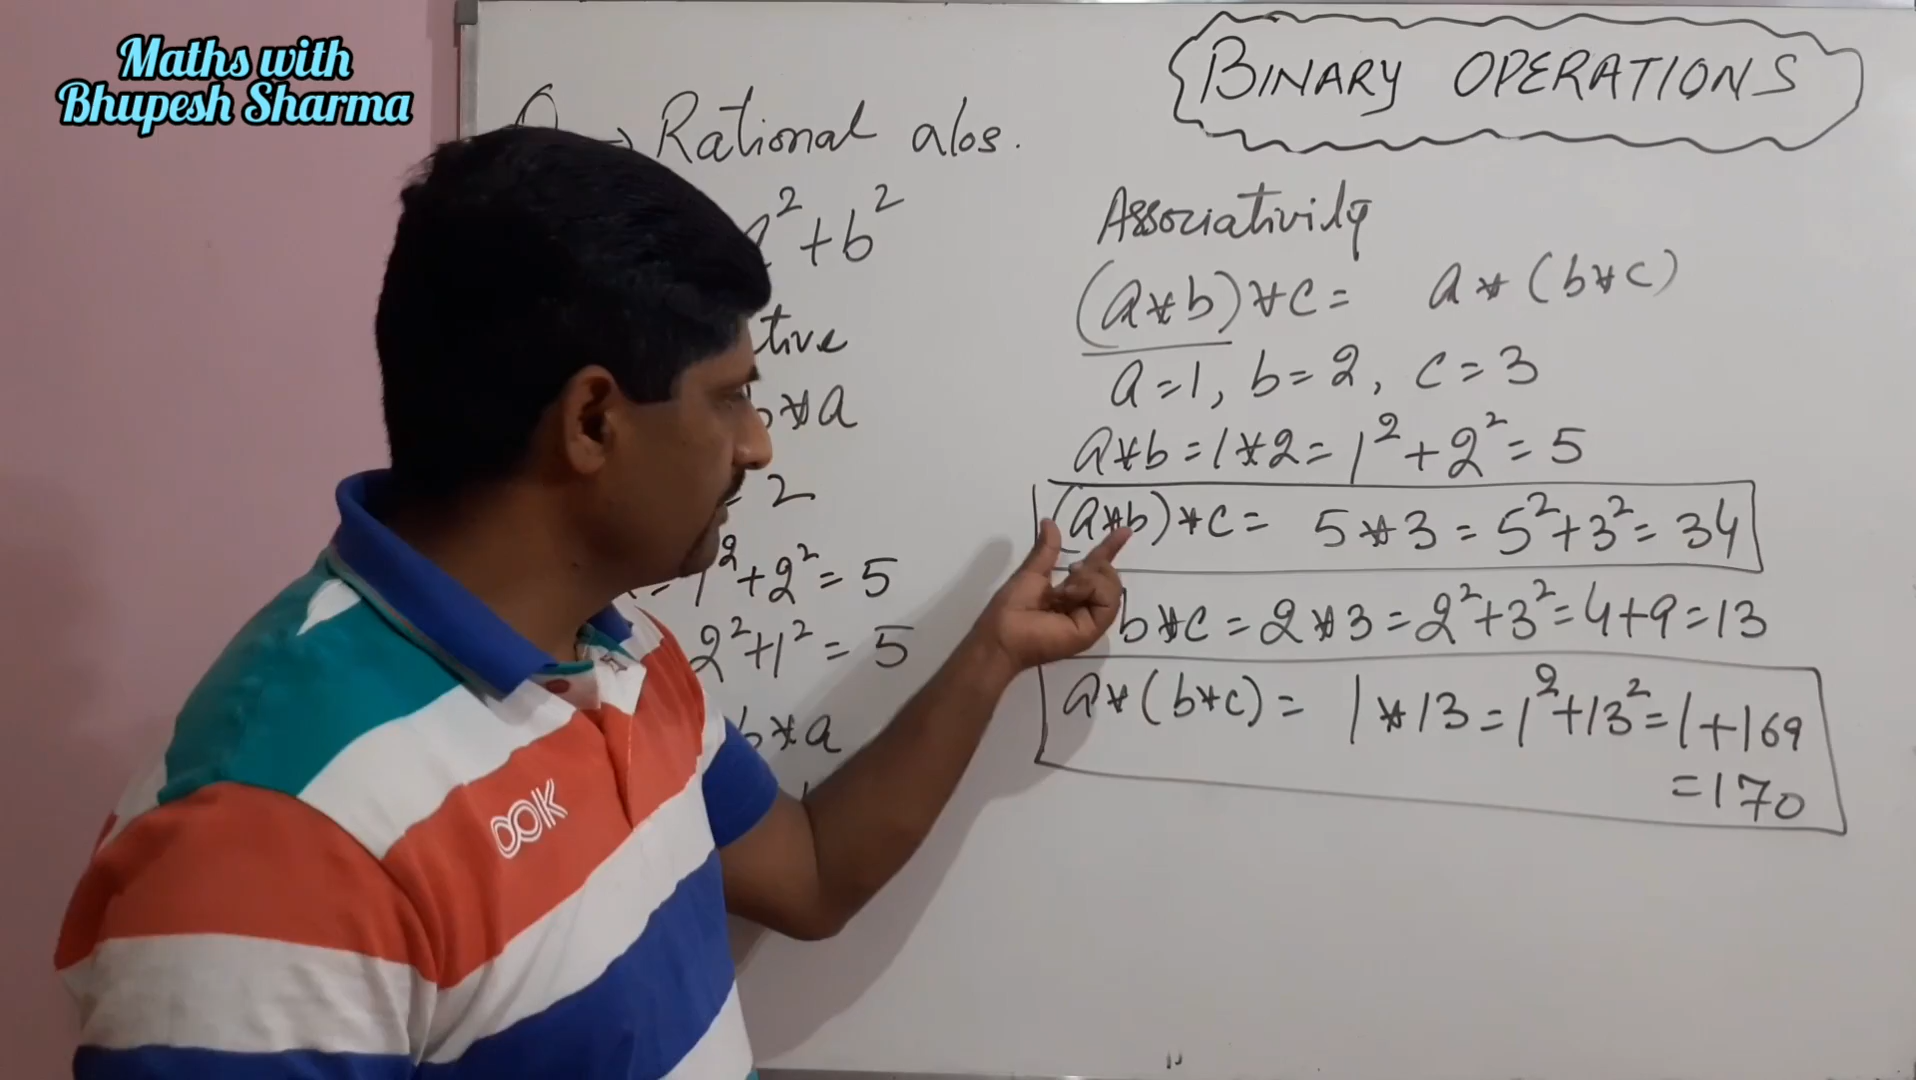 Maths with
Bhupesh Sharma
BINARY OPERATIONS
Q → Rational nos.
a² + b²
tive
b * a
= 2
= 1² + 2² = 5
2² + 1² = 5
b * a
Associativity
(a * b) * c = a * (b * c)
a = 1, b = 2, c = 3
a * b = 1 * 2 = 1² + 2² = 5
(a * b) * c = 5 * 3 = 5² + 3² = 34
b * c = 2 * 3 = 2² + 3² = 4 + 9 = 13
a * (b * c) = 1 * 13 = 1² + 13² = 1 + 169
= 170
DOIK